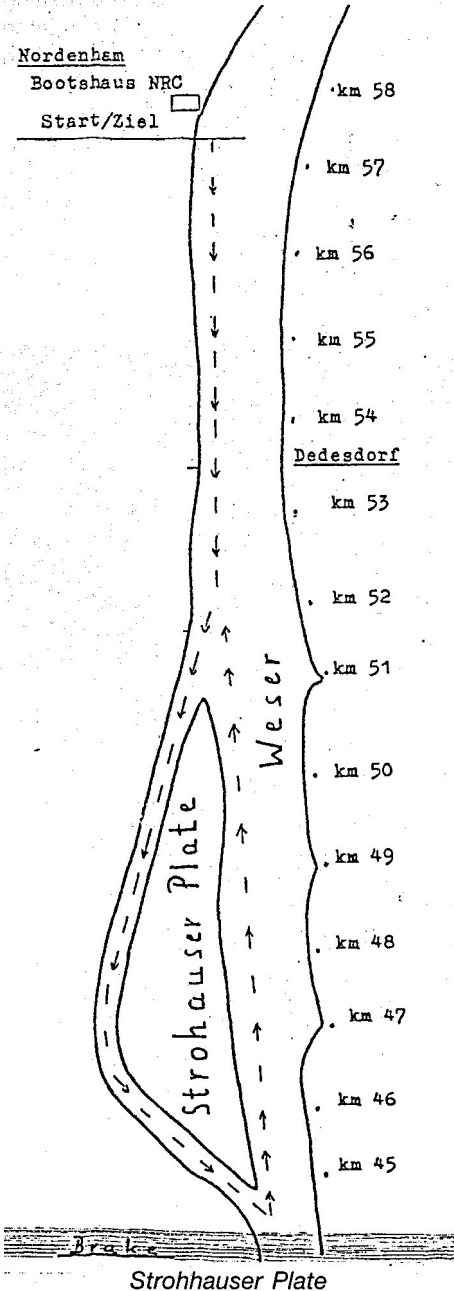 Nordenham
Bootshaus NRC
Start/Ziel
km 58
km 57
km 56
km 55
km 54
Dedesdorf
km 53
km 52
km 51
Weser
km 50
km 49
Strohauser Plate
km 48
km 47
km 46
km 45
Brake
Strohhauser Plate